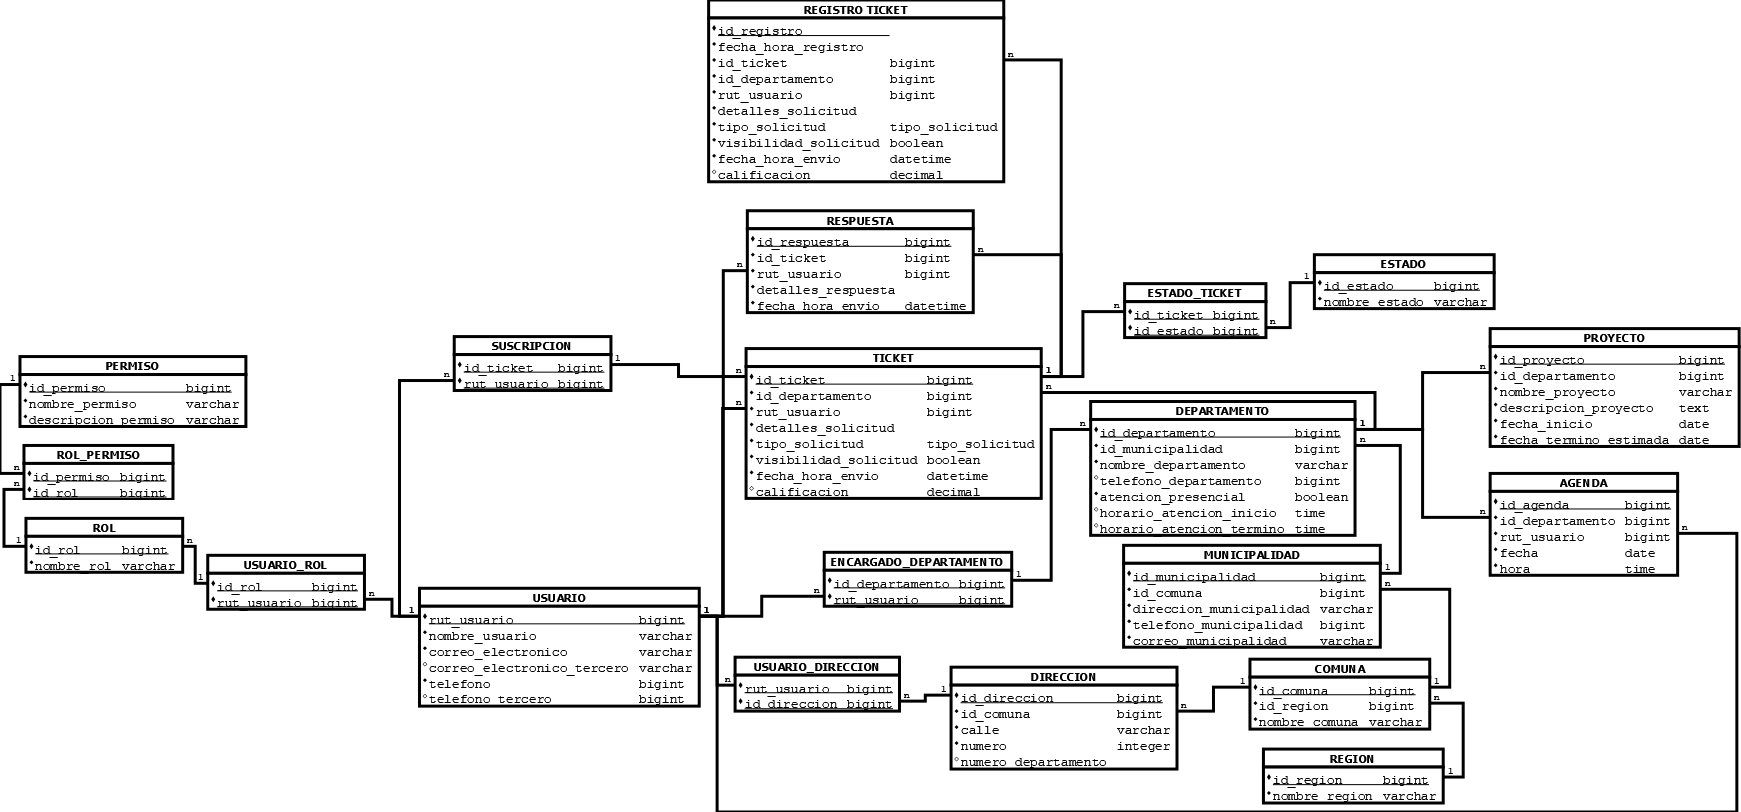 REGISTRO TICKET
id_registro
fecha_hora_registro
id_ticket bigint
id_departamento bigint
rut_usuario bigint
detalles_solicitud
tipo_solicitud tipo_solicitud
visibilidad_solicitud boolean
fecha_hora_envio datetime
calificacion decimal
n
RESPUESTA
id_respuesta bigint
id_ticket bigint
rut_usuario bigint
detalles_respuesta
fecha_hora_envio datetime
n
n
ESTADO
id_estado bigint
nombre_estado varchar
1
ESTADO_TICKET
id_ticket bigint
id_estado bigint
n
n
SUSCRIPCION
id_ticket bigint
rut_usuario bigint
1
n
TICKET
id_ticket bigint
id_departamento bigint
rut_usuario bigint
detalles_solicitud
tipo_solicitud tipo_solicitud
visibilidad_solicitud boolean
fecha_hora_envio datetime
calificacion decimal
n
n
1
n
PROYECTO
id_proyecto bigint
id_departamento bigint
nombre_proyecto varchar
descripcion_proyecto text
fecha_inicio date
fecha_termino_estimada date
n
PERMISO
id_permiso bigint
nombre_permiso varchar
descripcion_permiso varchar
1
DEPARTAMENTO
id_departamento bigint
id_municipalidad bigint
nombre_departamento varchar
telefono_departamento bigint
atencion_presencial boolean
horario_atencion_inicio time
horario_atencion_termino time
n
1
n
ROL_PERMISO
id_permiso bigint
id_rol bigint
n
n
AGENDA
id_agenda bigint
id_departamento bigint
rut_usuario bigint
fecha date
hora time
n
n
ROL
id_rol bigint
nombre_rol varchar
1
n
USUARIO_ROL
id_rol bigint
rut_usuario bigint
1
n
ENCARGADO_DEPARTAMENTO
id_departamento bigint
rut_usuario bigint
1
n
MUNICIPALIDAD
id_municipalidad bigint
id_comuna bigint
direccion_municipalidad varchar
telefono_municipalidad bigint
correo_municipalidad varchar
1
n
USUARIO
rut_usuario bigint
nombre_usuario varchar
correo_electronico varchar
correo_electronico_tercero varchar
telefono bigint
telefono_tercero bigint
1
1
USUARIO_DIRECCION
rut_usuario bigint
id_direccion bigint
n
n
DIRECCION
id_direccion bigint
id_comuna bigint
calle varchar
numero integer
numero_departamento
1
n
COMUNA
id_comuna bigint
id_region bigint
nombre_comuna varchar
1
1
n
REGION
id_region bigint
nombre_region varchar
1